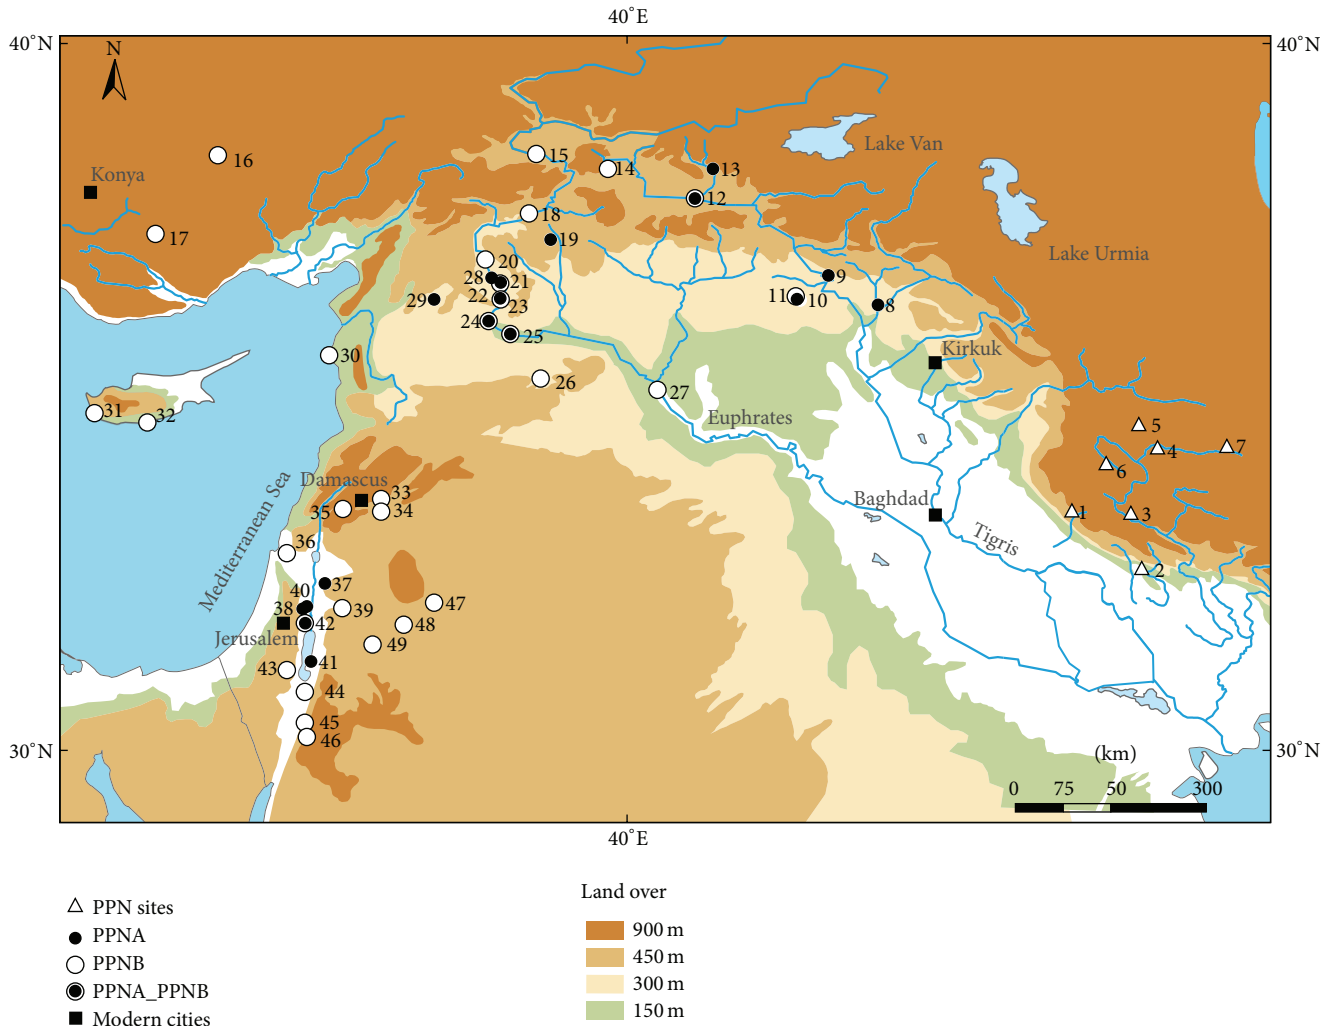 40°E
40°N
40°N
N
Lake Van
15
14
13
16
Konya
12
18
17
19
Lake Urmia
20
28
21
9
29
22
23
11
10
8
24
25
Kirkuk
30
26
27
31
32
Euphrates
5
4
7
6
Damascus
33
Baghdad
35
34
1
3
Mediterranean Sea
36
Tigris
2
37
40
38
39
47
42
48
Jerusalem
49
43
41
44
45
46
30°N
30°N
(km)
0 75 50 300
40°E
PPN sites
PPNA
PPNB
PPNA_PPNB
Modern cities
Land over
900 m
450 m
300 m
150 m